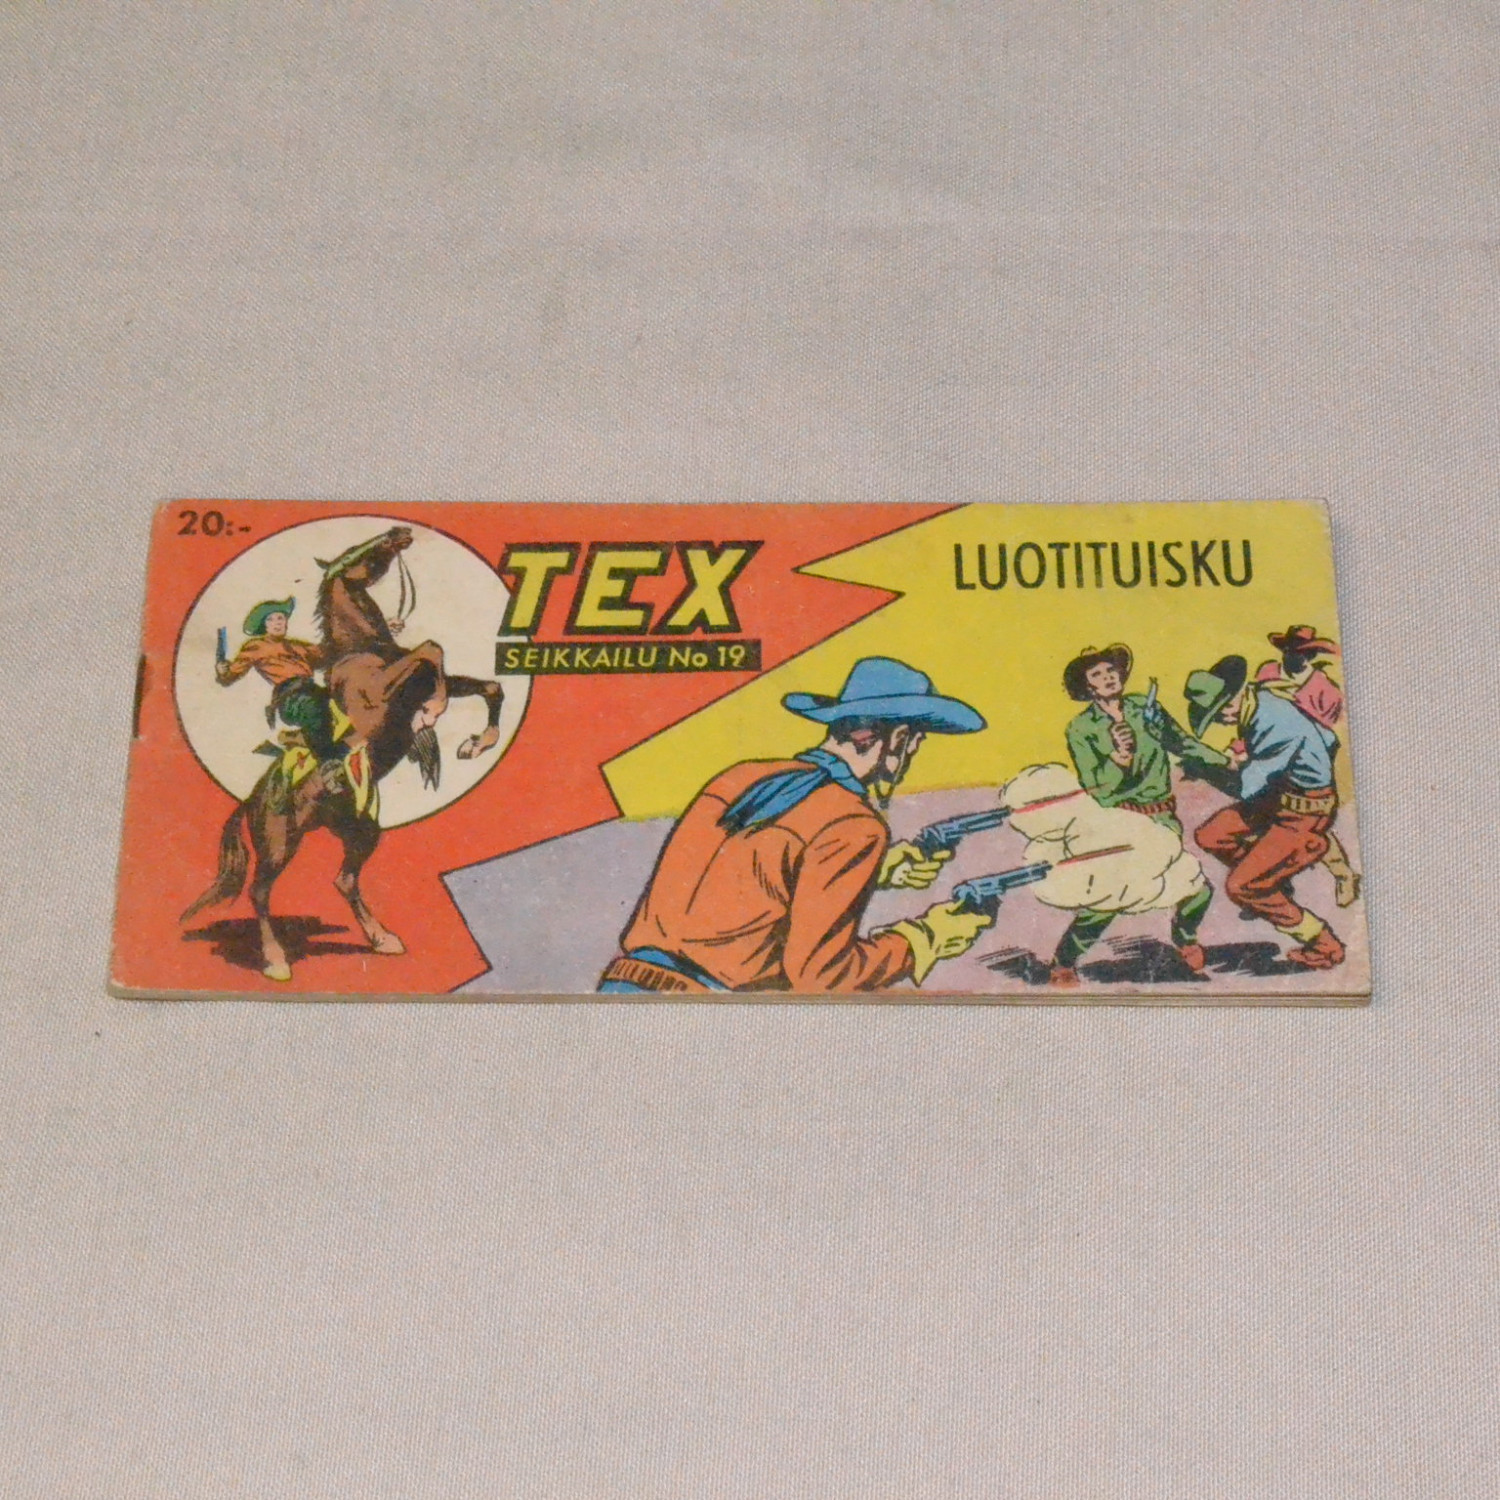 20:-
TEX
SEIKKAILU No 19
LUOTITUISKU